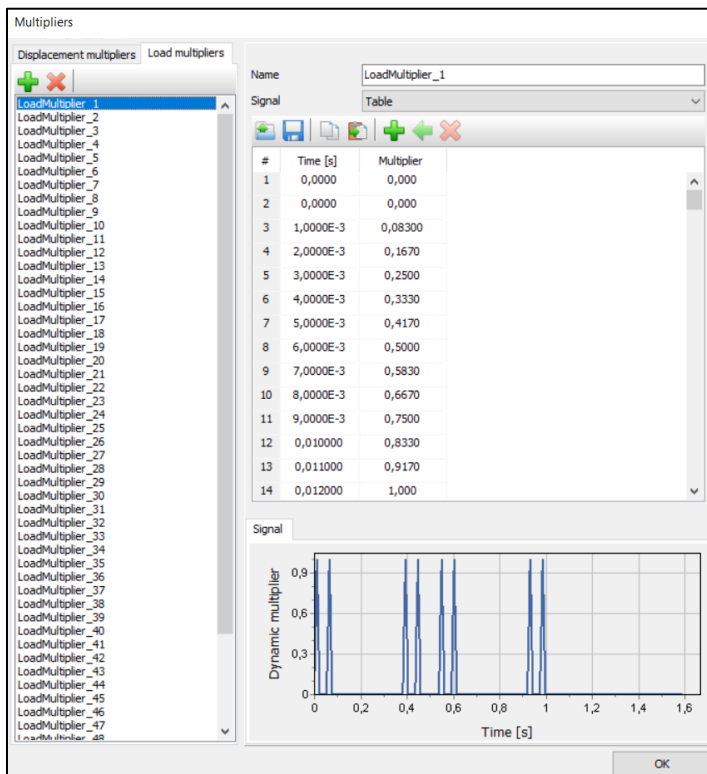 Multipliers
Displacement multipliers Load multipliers
LoadMultiplier_1
LoadMultiplier_2
LoadMultiplier_3
LoadMultiplier_4
LoadMultiplier_5
LoadMultiplier_6
LoadMultiplier_7
LoadMultiplier_8
LoadMultiplier_9
LoadMultiplier_10
LoadMultiplier_11
LoadMultiplier_12
LoadMultiplier_13
LoadMultiplier_14
LoadMultiplier_15
LoadMultiplier_16
LoadMultiplier_17
LoadMultiplier_18
LoadMultiplier_19
LoadMultiplier_20
LoadMultiplier_21
LoadMultiplier_22
LoadMultiplier_23
LoadMultiplier_24
LoadMultiplier_25
LoadMultiplier_26
LoadMultiplier_27
LoadMultiplier_28
LoadMultiplier_29
LoadMultiplier_30
LoadMultiplier_31
LoadMultiplier_32
LoadMultiplier_33
LoadMultiplier_34
LoadMultiplier_35
LoadMultiplier_36
LoadMultiplier_37
LoadMultiplier_38
LoadMultiplier_39
LoadMultiplier_40
LoadMultiplier_41
LoadMultiplier_42
LoadMultiplier_43
LoadMultiplier_44
LoadMultiplier_45
LoadMultiplier_46
LoadMultiplier_47
LoadMultiplier_48
Name LoadMultiplier_1
Signal Table
# Time [s] Multiplier
1 0,0000 0,000
2 0,0000 0,000
3 1,0000E-3 0,08300
4 2,0000E-3 0,1670
5 3,0000E-3 0,2500
6 4,0000E-3 0,3330
7 5,0000E-3 0,4170
8 6,0000E-3 0,5000
9 7,0000E-3 0,5830
10 8,0000E-3 0,6670
11 9,0000E-3 0,7500
12 0,010000 0,8330
13 0,011000 0,9170
14 0,012000 1,000
Signal
Dynamic multiplier
0,9
0,6
0,3
0
0 0,2 0,4 0,6 0,8 1 1,2 1,4 1,6
Time [s]
OK